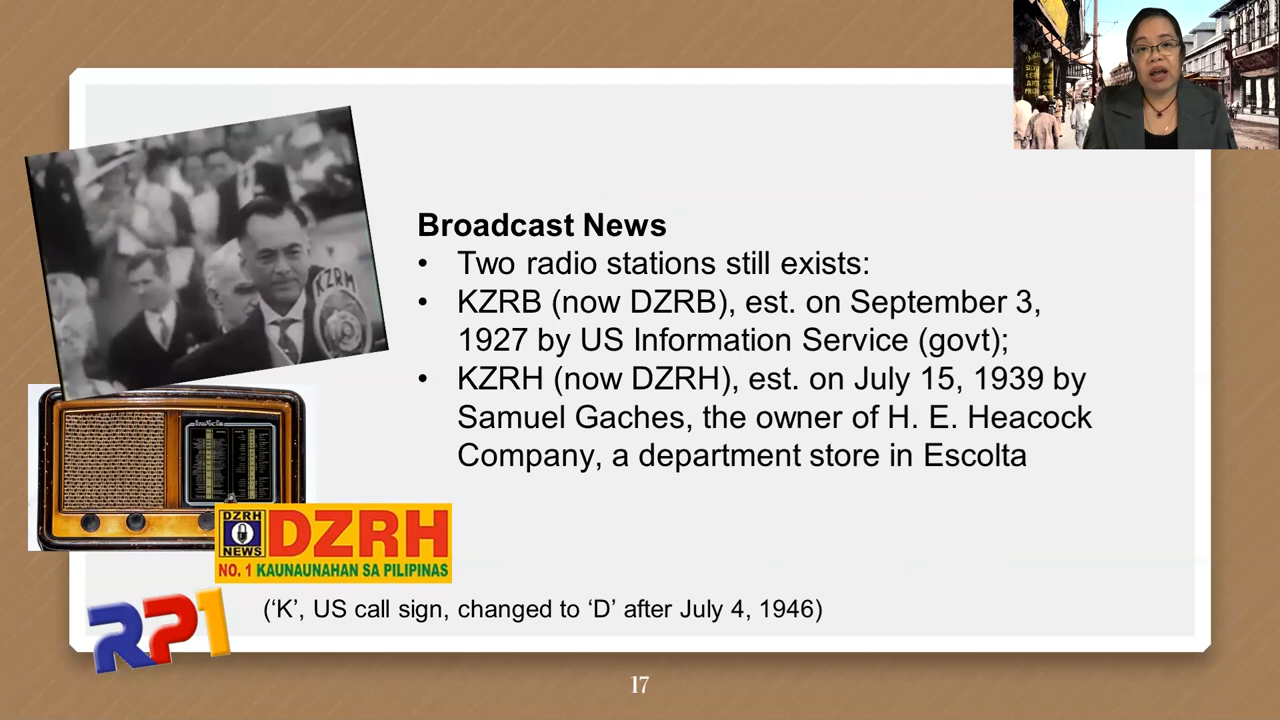 Broadcast News
• Two radio stations still exists:
• KZRB (now DZRB), est. on September 3,
1927 by US Information Service (govt);
• KZRH (now DZRH), est. on July 15, 1939 by
Samuel Gaches, the owner of H. E. Heacock
Company, a department store in Escolta
KZRM
DZRH
NEWS
DZRH
NO. 1 KAUNAUNAHAN SA PILIPINAS
RP1
(‘K’, US call sign, changed to ‘D’ after July 4, 1946)
17